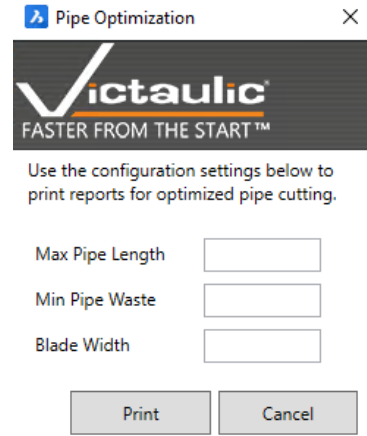 Pipe Optimization
Victaulic®
FASTER FROM THE START™
Use the configuration settings below to
print reports for optimized pipe cutting.
Max Pipe Length
Min Pipe Waste
Blade Width
Print Cancel